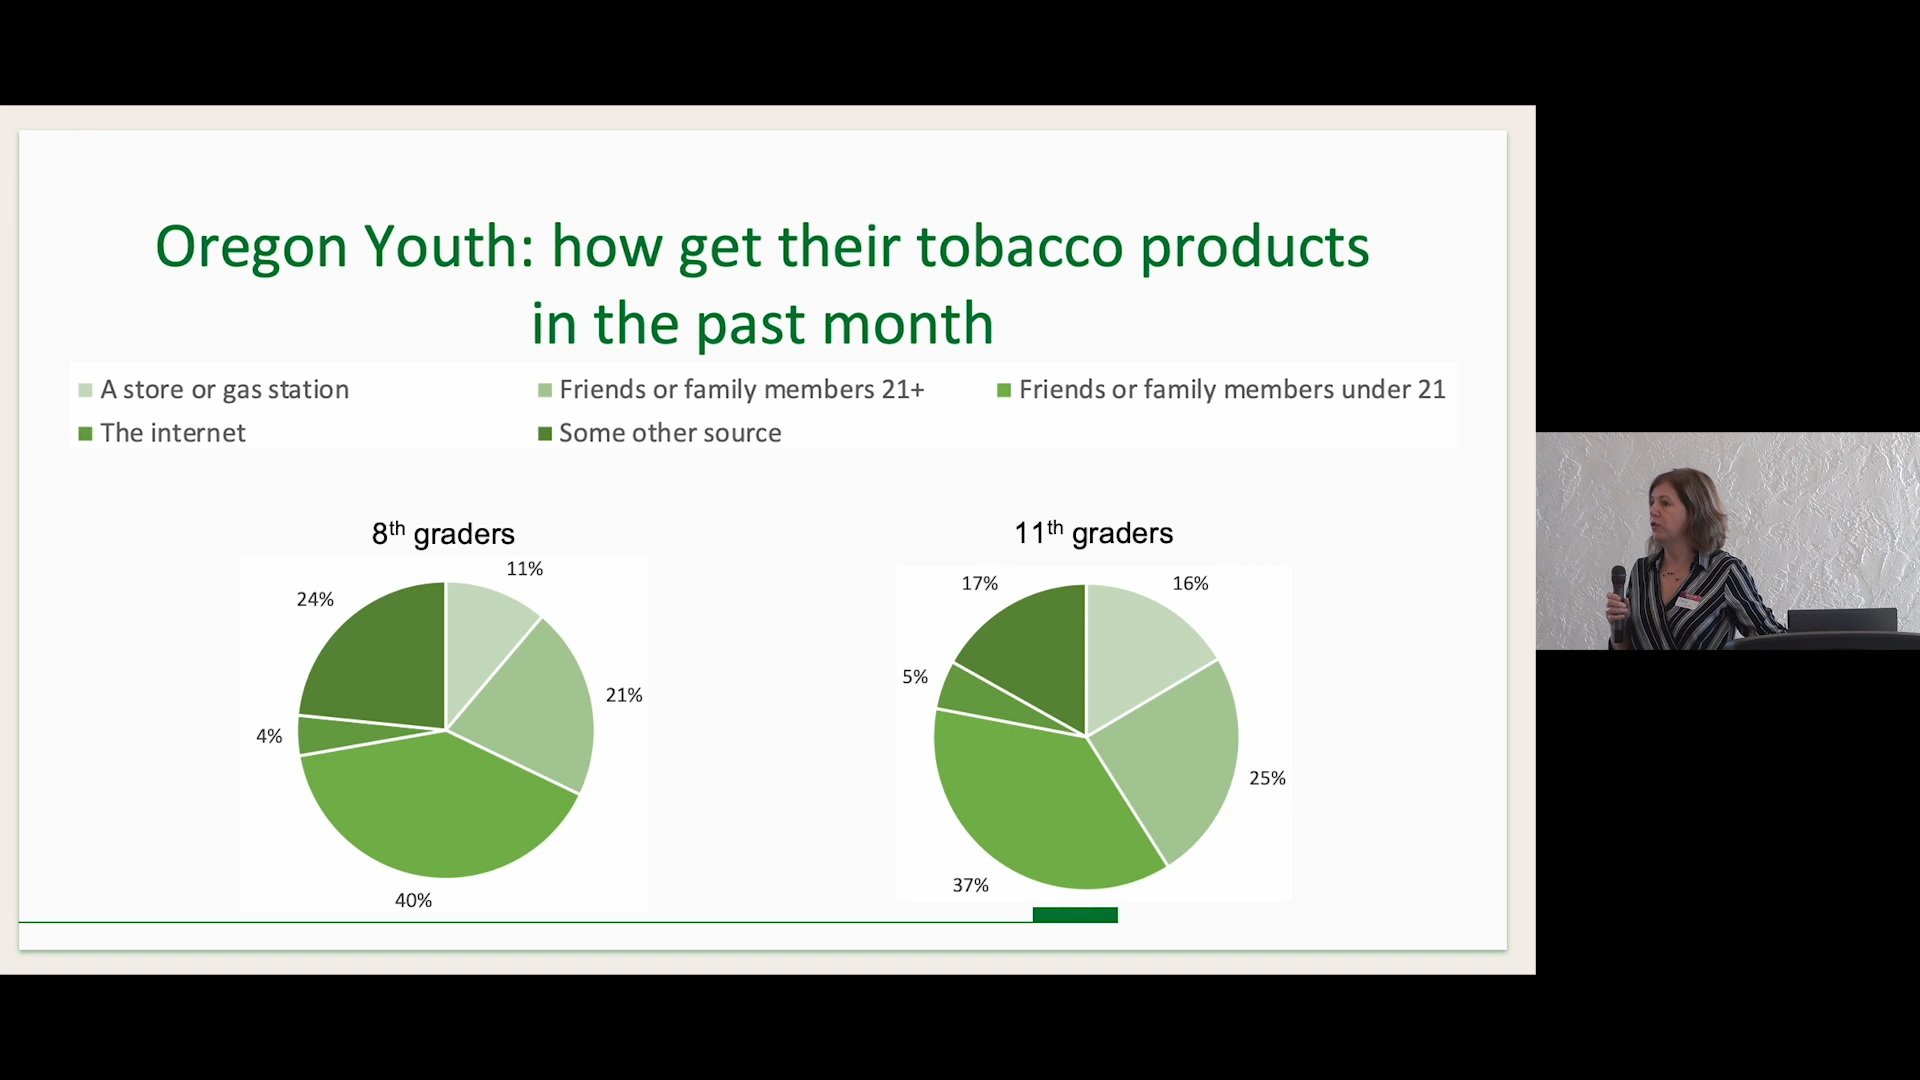 Oregon Youth: how get their tobacco products
in the past month
A store or gas station
Friends or family members 21+
Friends or family members under 21
The internet
Some other source
8th graders
11%
24%
21%
4%
40%
11th graders
17%
16%
5%
25%
37%